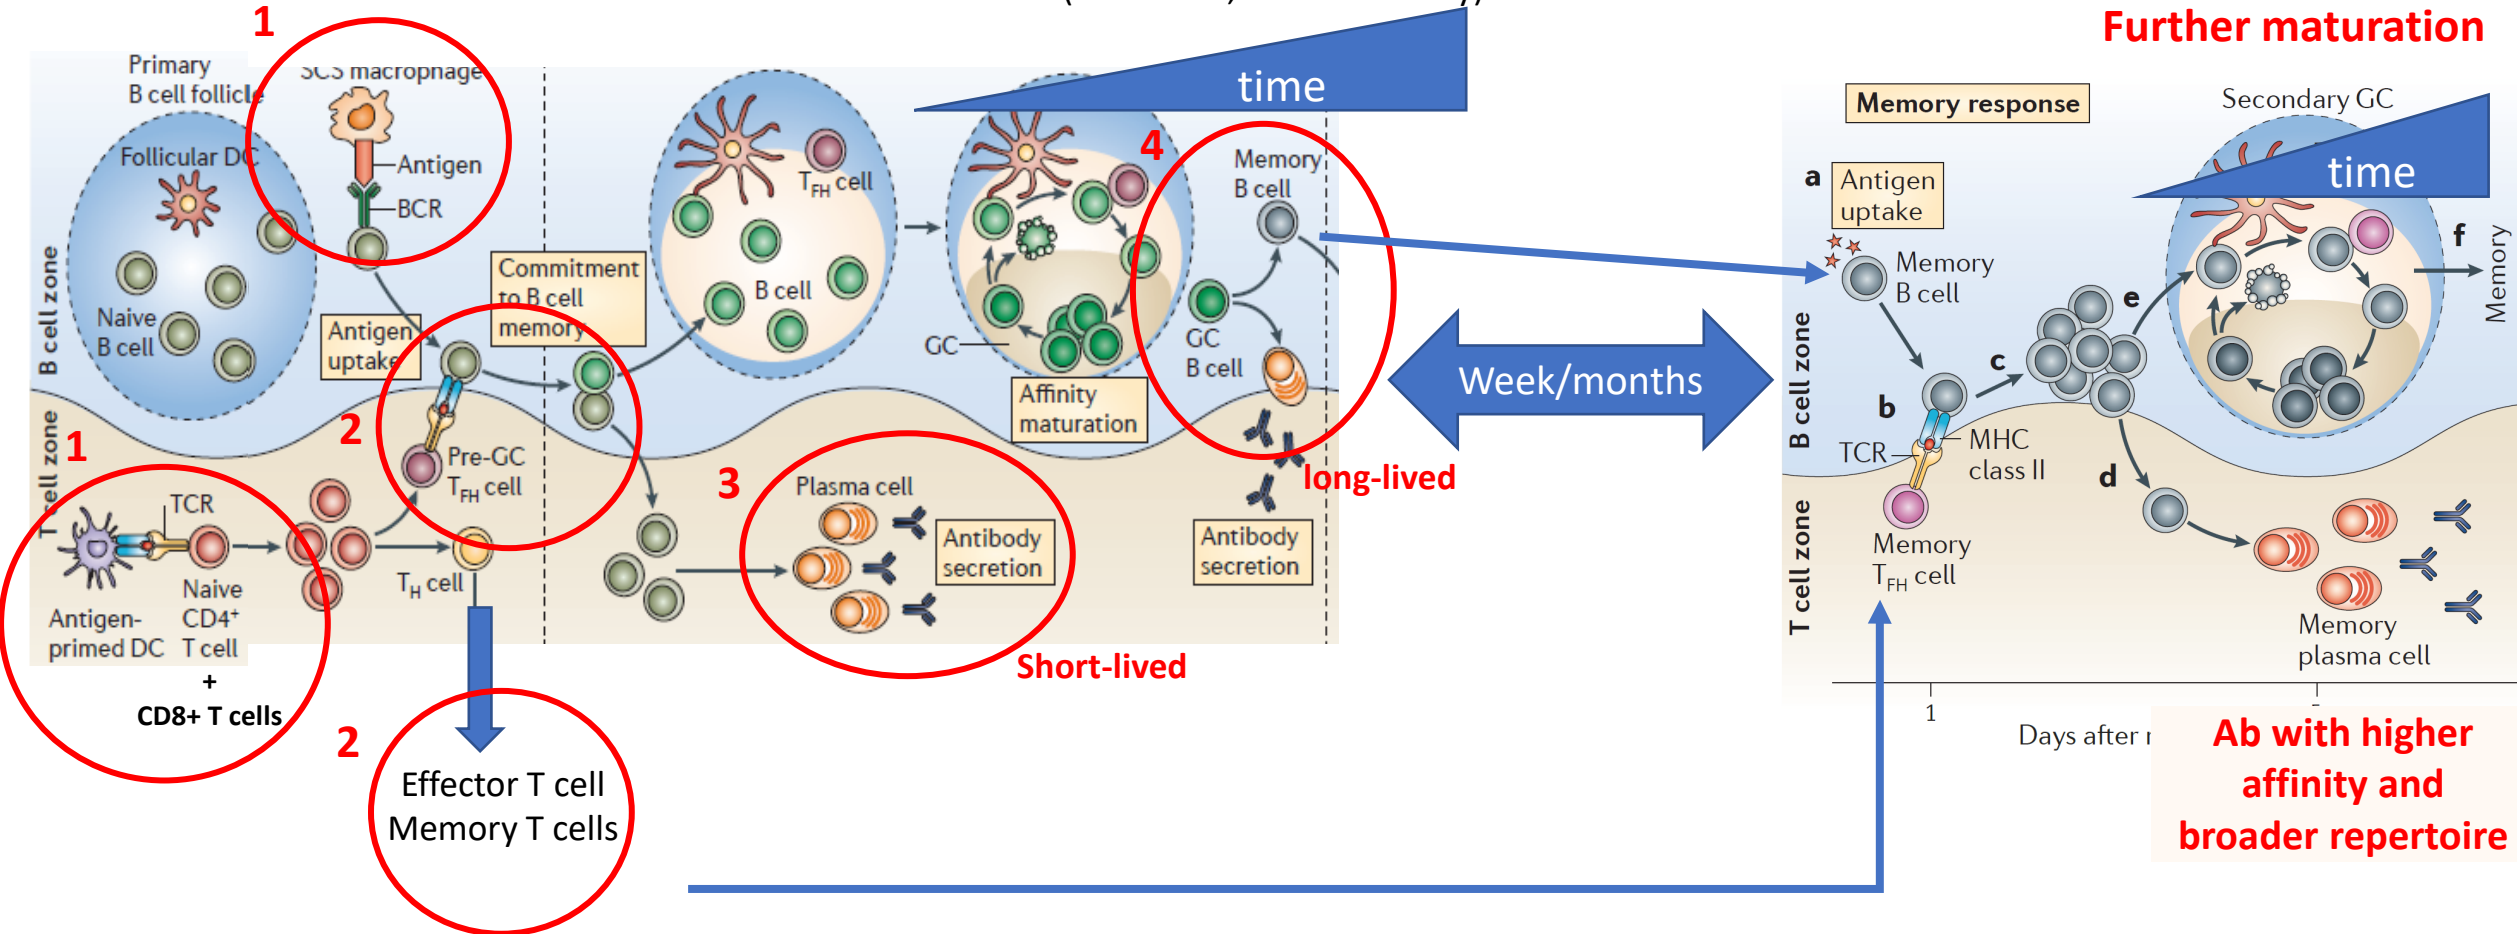 Further maturation
1
Primary
B cell follicle
SCS macrophage
Follicular DC
Antigen
BCR
Naive
B cell
B cell zone
Antigen
uptake
Commitment
to B cell
memory
T cell zone
1
TCR
Antigen-
primed DC
Naive
CD4⁺
T cell
+
CD8+ T cells
2
Pre-GC
T_FH cell
T_H cell
2
Effector T cell
Memory T cells
T_FH cell
B cell
time
GC
Affinity
maturation
3
Plasma cell
Antibody
secretion
Short-lived
4
Memory
B cell
GC
B cell
long-lived
Antibody
secretion
Week/months
Memory response
a
Antigen
uptake
Memory
B cell
B cell zone
b
TCR
MHC
class II
c
d
e
Secondary GC
time
f
Memory
T cell zone
Memory
T_FH cell
Memory
plasma cell
1
Days after
Ab with higher
affinity and
broader repertoire